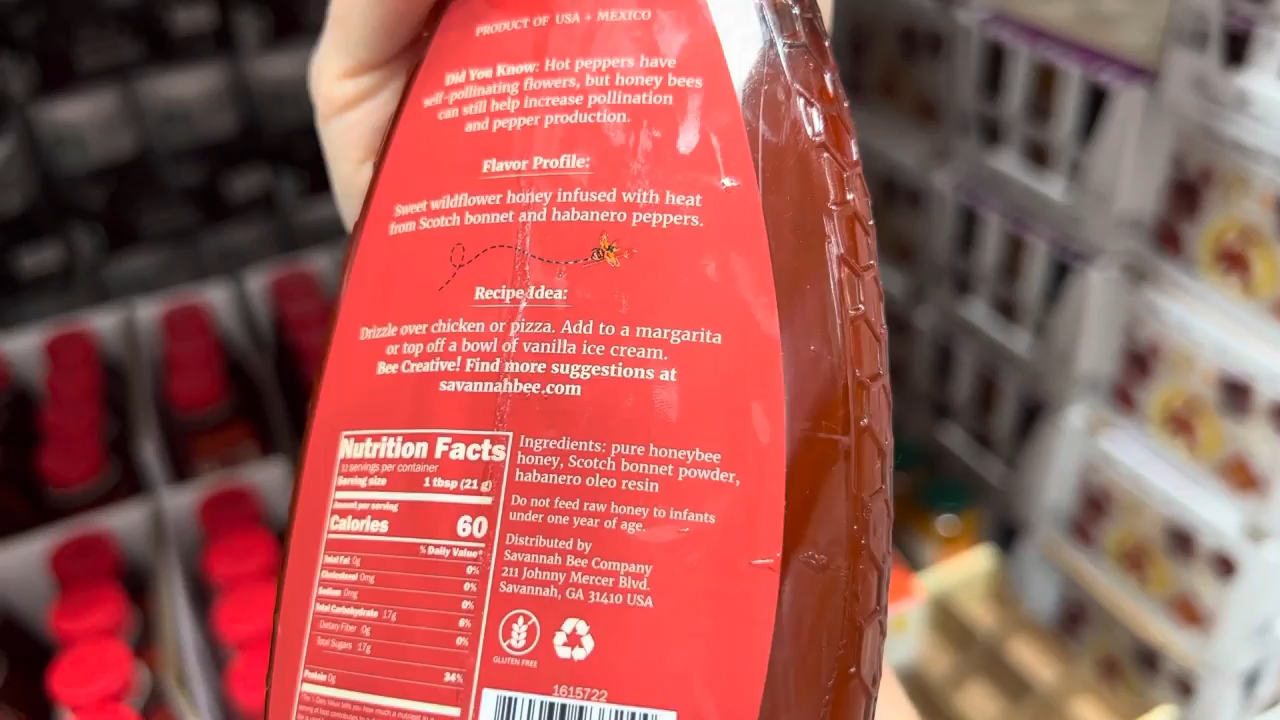 PRODUCT OF USA + MEXICO
Did You Know: Hot peppers have
self-pollinating flowers, but honey bees
can still help increase pollination
and pepper production.
Flavor Profile:
Sweet wildflower honey infused with heat
from Scotch bonnet and habanero peppers.
Recipe Idea:
Drizzle over chicken or pizza. Add to a margarita
or top off a bowl of vanilla ice cream.
Bee Creative! Find more suggestions at
savannahbee.com
Nutrition Facts
servings per container
Serving size 1 tbsp (21 g)
Amount per serving
Calories 60
% Daily Value*
Total Fat 0g 0%
Cholesterol 0mg 0%
Sodium 0mg 0%
Total Carbohydrate 17g 6%
Dietary Fiber 0g 0%
Total Sugars 17g
34%
Protein 0g
Ingredients: pure honeybee
honey, Scotch bonnet powder,
habanero oleo resin
Do not feed raw honey to infants
under one year of age.
Distributed by
Savannah Bee Company
211 Johnny Mercer Blvd.
Savannah, GA 31410 USA
GLUTEN FREE
1615722